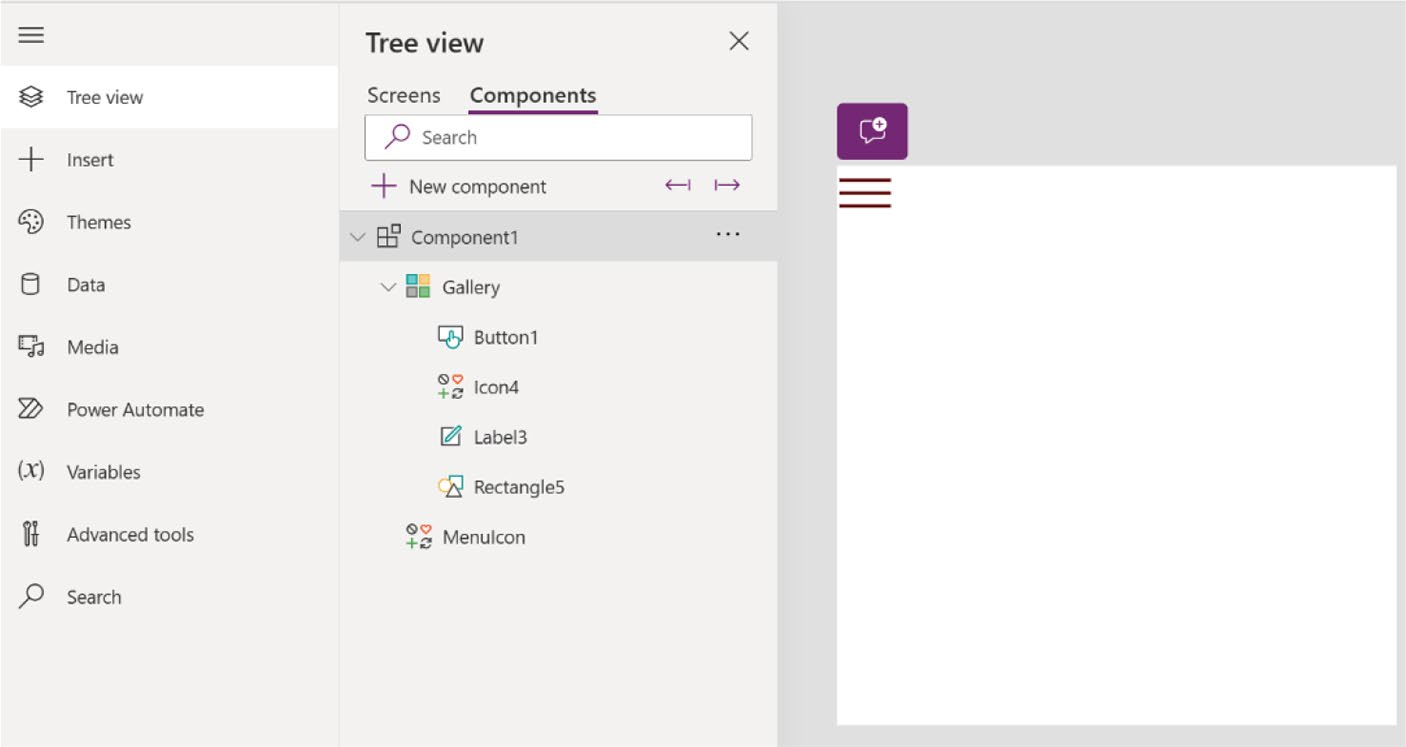 Tree view
Insert
Themes
Data
Media
Power Automate
(x) Variables
Advanced tools
Search
Tree view
Screens Components
Search
New component
Component1 ...
Gallery
Button1
Icon4
Label3
Rectangle5
MenuIcon